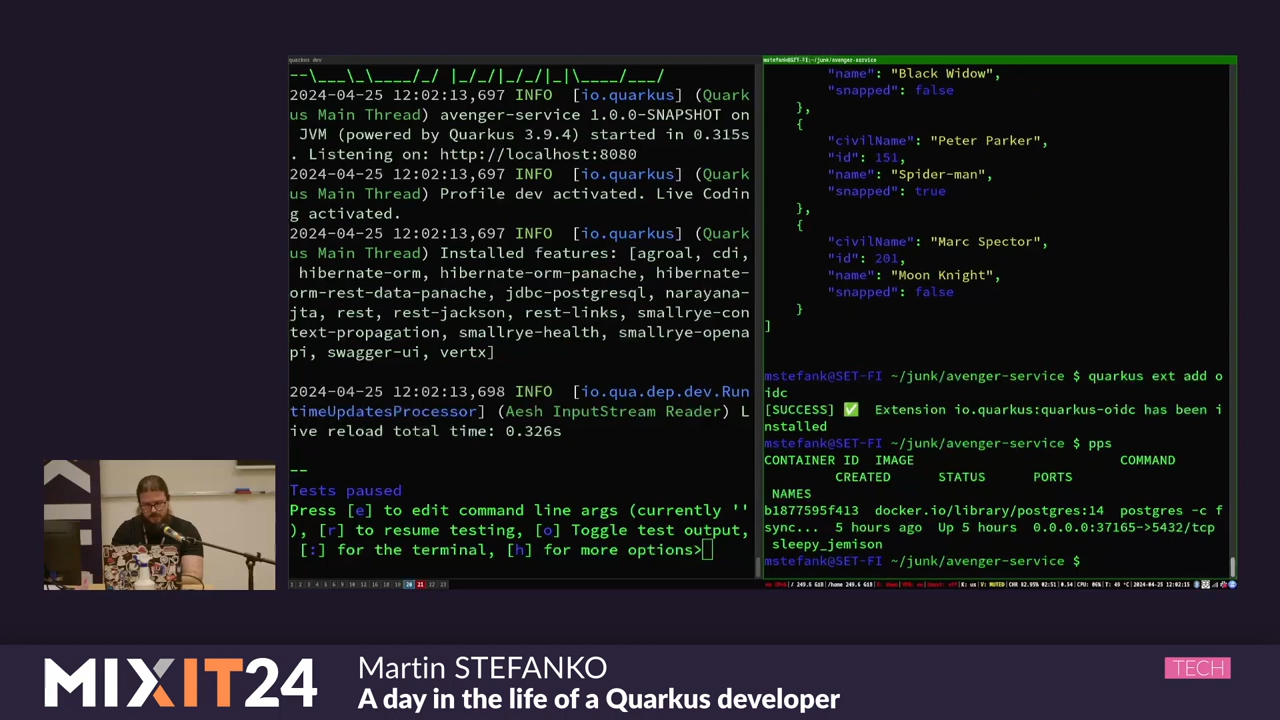 quarkus dev
--\___\_\____/_/ |_/_/|_/_/|_|\____/___/
2024-04-25 12:02:13,697 INFO  [io.quarkus] (Quark
us Main Thread) avenger-service 1.0.0-SNAPSHOT on
 JVM (powered by Quarkus 3.9.4) started in 0.315s
. Listening on: http://localhost:8080
2024-04-25 12:02:13,697 INFO  [io.quarkus] (Quark
us Main Thread) Profile dev activated. Live Codin
g activated.
2024-04-25 12:02:13,697 INFO  [io.quarkus] (Quark
us Main Thread) Installed features: [agroal, cdi,
 hibernate-orm, hibernate-orm-panache, hibernate-
orm-rest-data-panache, jdbc-postgresql, narayana-
jta, rest, rest-jackson, rest-links, smallrye-con
text-propagation, smallrye-health, smallrye-opena
pi, swagger-ui, vertx]
2024-04-25 12:02:13,698 INFO  [io.qua.dep.dev.Run
timeUpdatesProcessor] (Aesh InputStream Reader) L
ive reload total time: 0.326s
--
Tests paused
Press [e] to edit command line args (currently ''
), [r] to resume testing, [o] Toggle test output,
 [:] for the terminal, [h] for more options>
mstefank@SET-FI:~/junk/avenger-service
"name": "Black Widow",
"snapped": false
},
{
"civilName": "Peter Parker",
"id": 151,
"name": "Spider-man",
"snapped": true
},
{
"civilName": "Marc Spector",
"id": 201,
"name": "Moon Knight",
"snapped": false
}
]
mstefank@SET-FI ~/junk/avenger-service $ quarkus ext add o
idc
[SUCCESS] ✅  Extension io.quarkus:quarkus-oidc has been i
nstalled
mstefank@SET-FI ~/junk/avenger-service $ pps
CONTAINER ID  IMAGE                          COMMAND
CREATED      STATUS      PORTS
NAMES
b1877595f413  docker.io/library/postgres:14  postgres -c f
sync...  5 hours ago  Up 5 hours  0.0.0.0:37165->5432/tcp
sleepy_jemison
mstefank@SET-FI ~/junk/avenger-service $
MIXIT24
Martin STEFANKO
A day in the life of a Quarkus developer
TECH